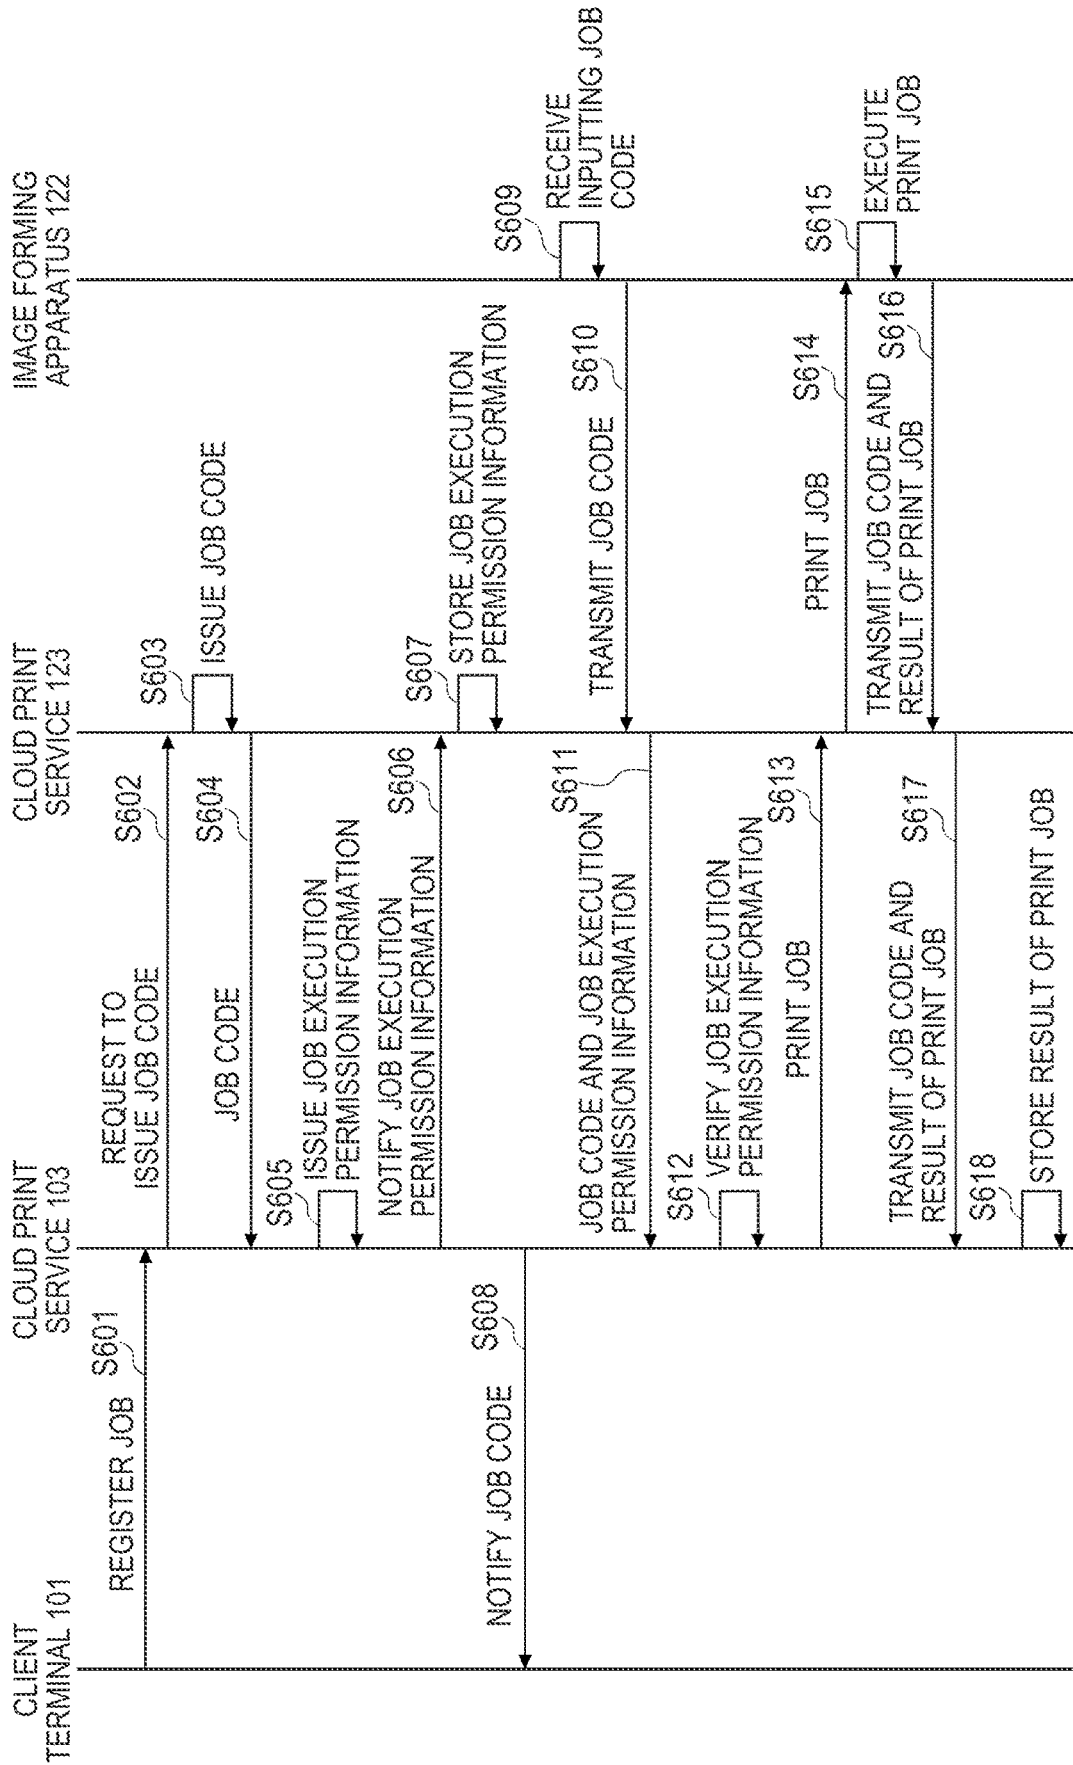 CLIENT
TERMINAL 101
CLOUD PRINT
SERVICE 103
CLOUD PRINT
SERVICE 123
IMAGE FORMING
APPARATUS 122
REGISTER JOB
S601
REQUEST TO
ISSUE JOB CODE
S602
S603
ISSUE JOB CODE
JOB CODE
S604
S605
ISSUE JOB EXECUTION
PERMISSION INFORMATION
NOTIFY JOB EXECUTION
PERMISSION INFORMATION
S606
S607
STORE JOB EXECUTION
PERMISSION INFORMATION
NOTIFY JOB CODE
S608
S609
RECEIVE
INPUTTING JOB
CODE
TRANSMIT JOB CODE
S610
JOB CODE AND JOB EXECUTION
PERMISSION INFORMATION
S611
S612
VERIFY JOB EXECUTION
PERMISSION INFORMATION
PRINT JOB
S613
PRINT JOB
S614
S615
EXECUTE
PRINT JOB
TRANSMIT JOB CODE AND
RESULT OF PRINT JOB
S616
TRANSMIT JOB CODE AND
RESULT OF PRINT JOB
S617
S618
STORE RESULT OF PRINT JOB